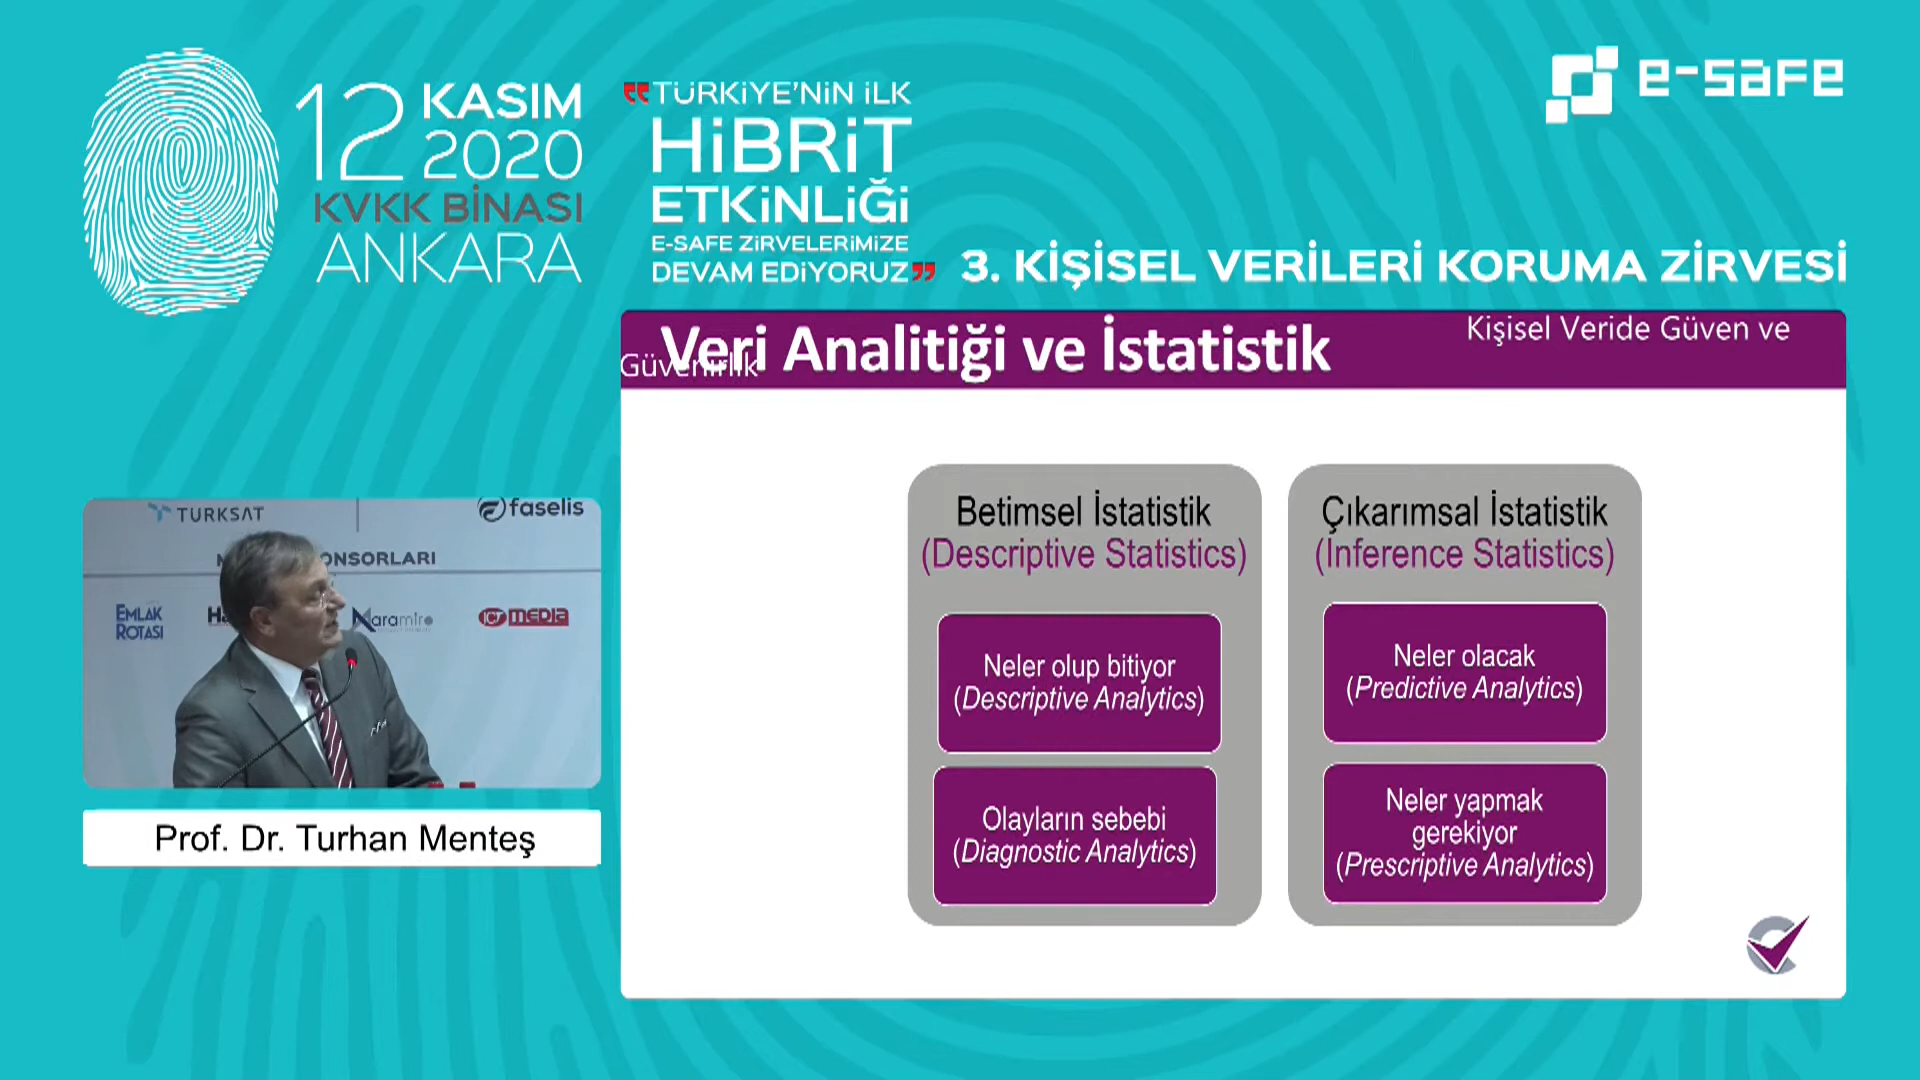 12 KASIM
2020
KVKK BİNASI
ANKARA
"TÜRKİYE'NİN İLK
HİBRİT
ETKİNLİĞİ
E-SAFE ZİRVELERİMİZE
DEVAM EDİYORUZ"
e-safe
3. KİŞİSEL VERİLERİ KORUMA ZİRVESİ
Veri Analitiği ve İstatistik
Kişisel Veride Güven ve
Güvenirlik
Betimsel İstatistik
(Descriptive Statistics)
Neler olup bitiyor
(Descriptive Analytics)
Olayların sebebi
(Diagnostic Analytics)
Çıkarımsal İstatistik
(Inference Statistics)
Neler olacak
(Predictive Analytics)
Neler yapmak
gerekiyor
(Prescriptive Analytics)
TURKSAT
faselis
EMLAK
ROTASI
Naramiro
ICT MEDIA
Prof. Dr. Turhan Menteş